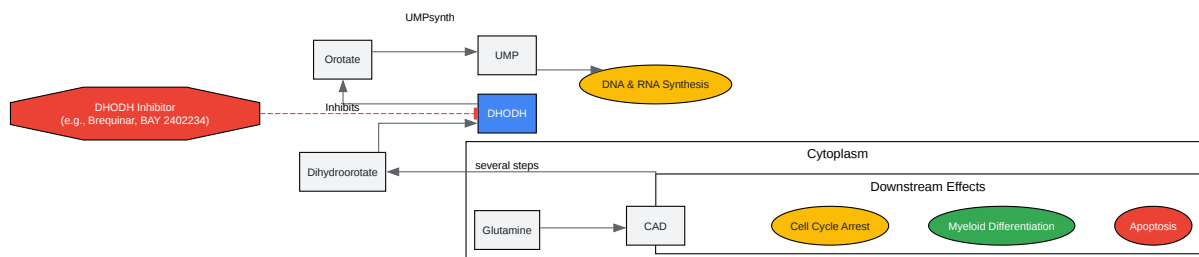 UMPsynth
Orotate
UMP
DNA & RNA Synthesis
DHODH Inhibitor
(e.g., Brequinar, BAY 2402234)
Inhibits
DHODH
Cytoplasm
Dihydroorotate
several steps
Downstream Effects
Glutamine
CAD
Cell Cycle Arrest
Myeloid Differentiation
Apoptosis